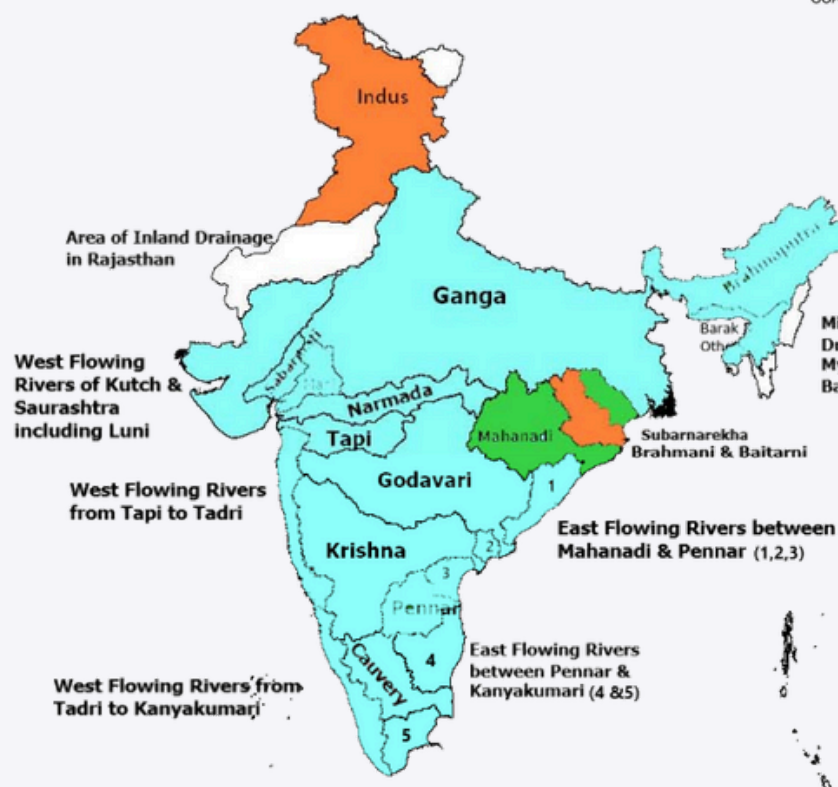 Indus
Area of Inland Drainage
in Rajasthan
Ganga
Brahmaputra
Barak
Sabarmati
West Flowing
Rivers of Kutch &
Saurashtra
including Luni
Narmada
Tapi
Mahanadi
Subarnarekha
Brahmani & Baitarni
Godavari
1
West Flowing Rivers
from Tapi to Tadri
East Flowing Rivers between
Mahanadi & Pennar (1,2,3)
Krishna
2
3
Pennar
East Flowing Rivers
between Pennar &
Kanyakumari (4 &5)
4
Cauvery
West Flowing Rivers from
Tadri to Kanyakumari
5